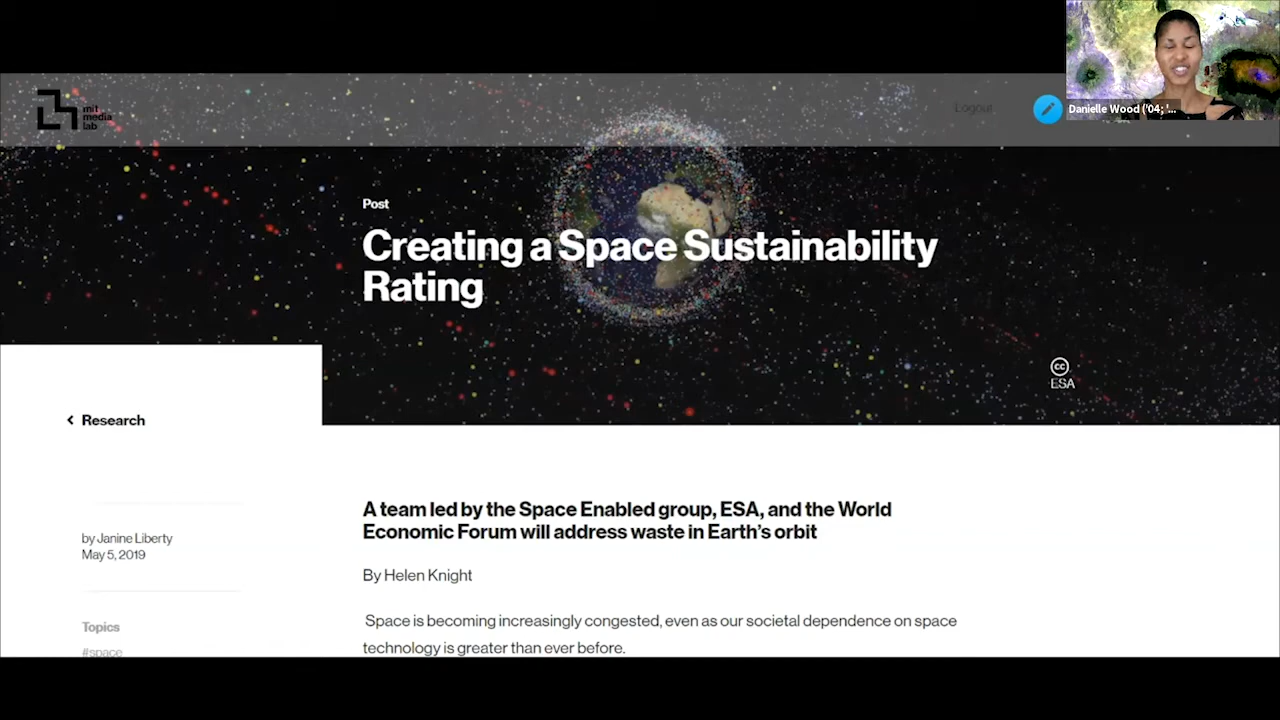 mit
media
lab
Logout
Danielle Wood ('04; '...
Post
Creating a Space Sustainability
Rating
cc
ESA
Research
A team led by the Space Enabled group, ESA, and the World
Economic Forum will address waste in Earth's orbit
by Janine Liberty
May 5, 2019
By Helen Knight
Space is becoming increasingly congested, even as our societal dependence on space
technology is greater than ever before.
Topics
#space